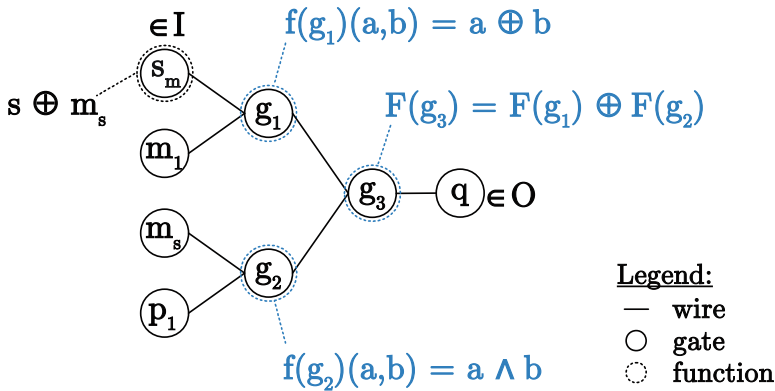 f(g₁)(a,b) = a ⊕ b
∈ I
sₘ
s ⊕ mₛ
g₁
F(g₃) = F(g₁) ⊕ F(g₂)
m₁
g₃
q
∈ O
mₛ
g₂
p₁
f(g₂)(a,b) = a ∧ b
Legend:
wire
gate
function